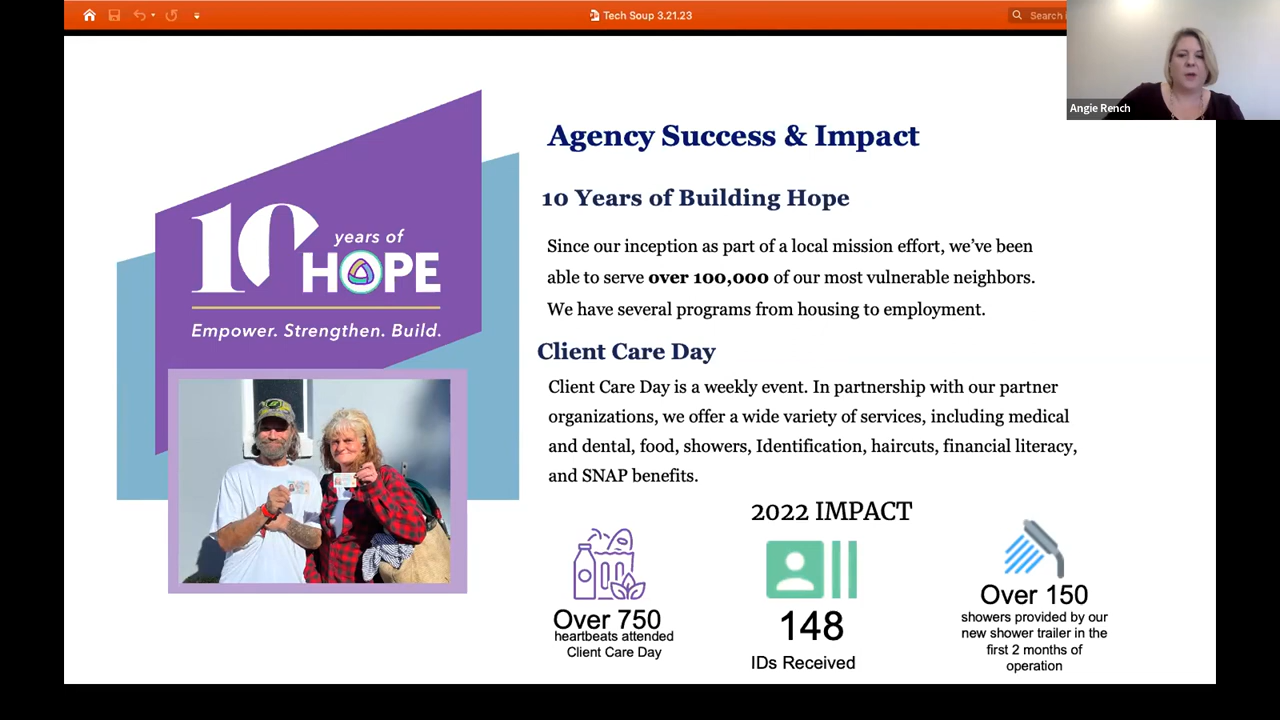 Tech Soup 3.21.23
Search i
Angie Rench
Agency Success & Impact
10 Years of Building Hope
Since our inception as part of a local mission effort, we’ve been
able to serve over 100,000 of our most vulnerable neighbors.
We have several programs from housing to employment.
Client Care Day
Client Care Day is a weekly event. In partnership with our partner
organizations, we offer a wide variety of services, including medical
and dental, food, showers, Identification, haircuts, financial literacy,
and SNAP benefits.
10 years of
HOPE
Empower. Strengthen. Build.
2022 IMPACT
Over 750
heartbeats attended
Client Care Day
148
IDs Received
Over 150
showers provided by our
new shower trailer in the
first 2 months of
operation